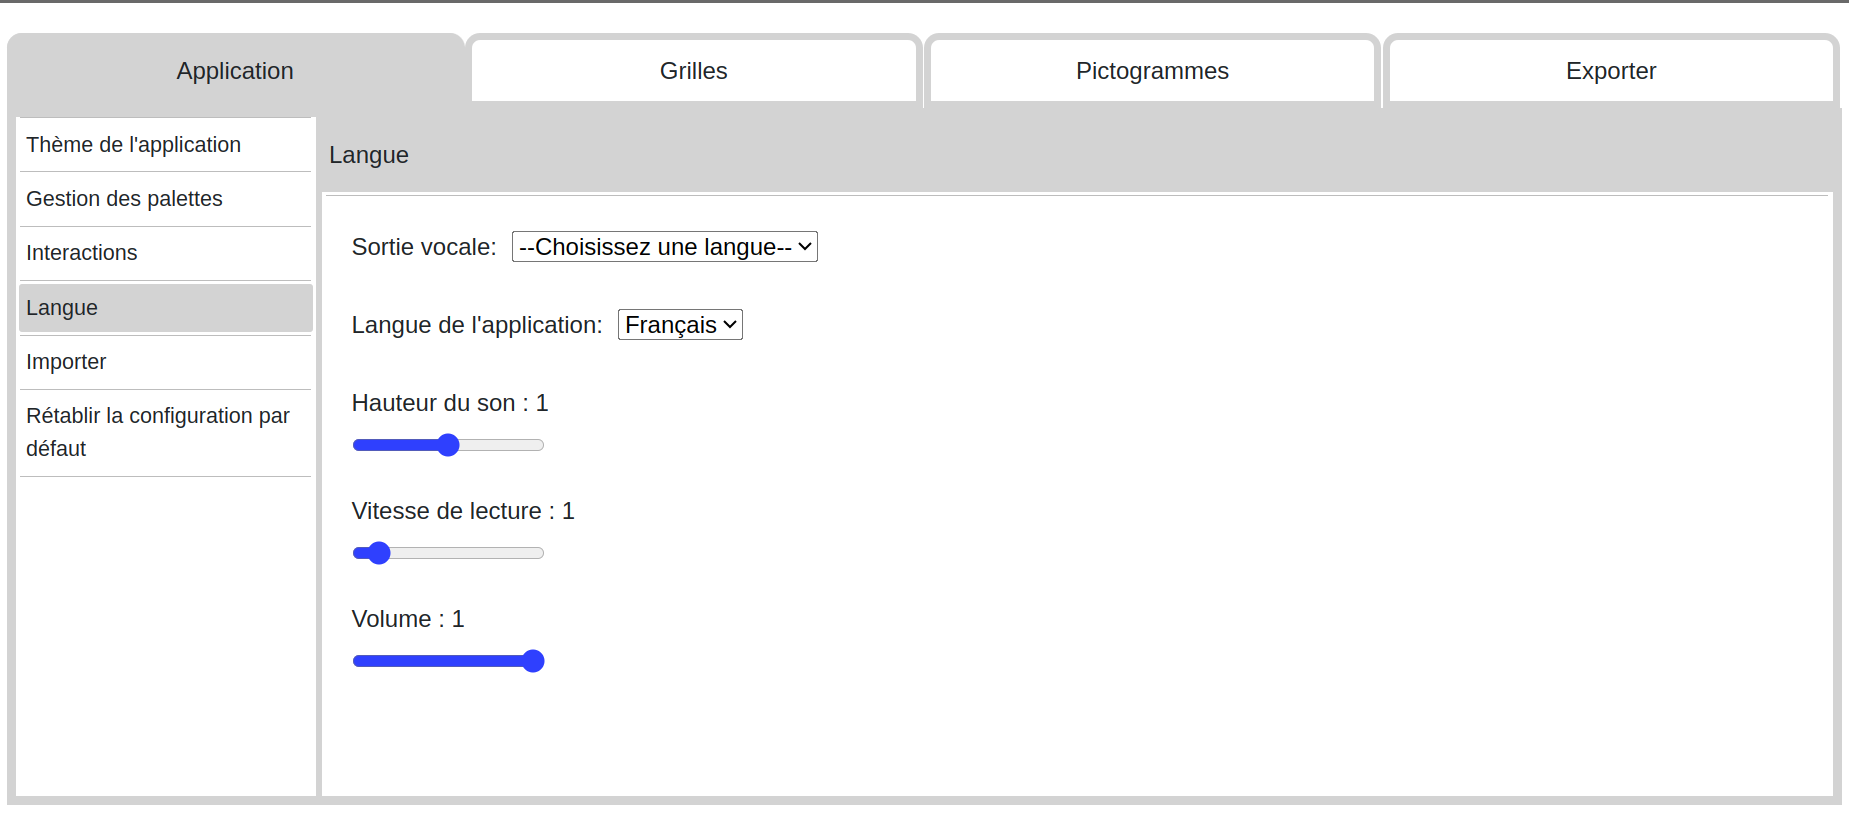 Application
Grilles
Pictogrammes
Exporter
Thème de l'application
Gestion des palettes
Interactions
Langue
Importer
Rétablir la configuration par
défaut
Langue
Sortie vocale: --Choisissez une langue--
Langue de l'application: Français
Hauteur du son : 1
Vitesse de lecture : 1
Volume : 1